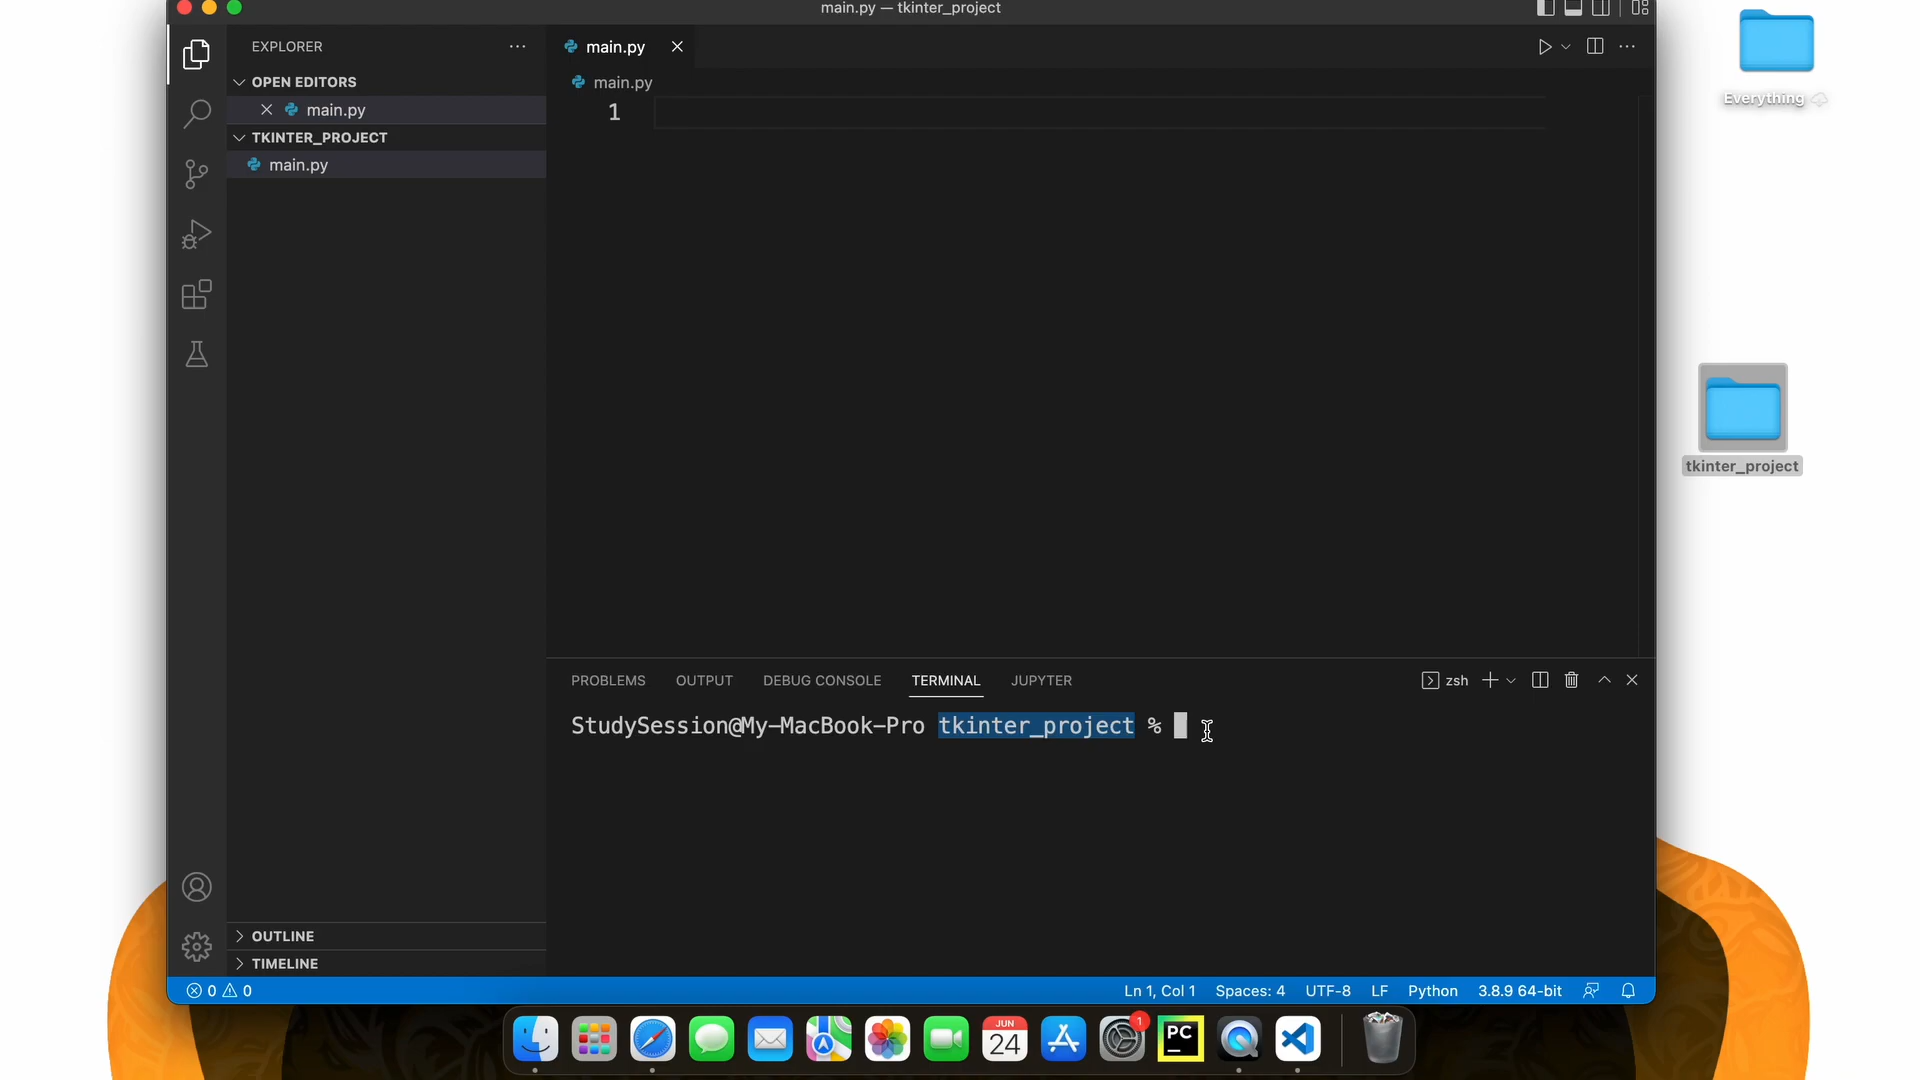 main.py — tkinter_project
EXPLORER
OPEN EDITORS
main.py
TKINTER_PROJECT
main.py
OUTLINE
TIMELINE
main.py
main.py
1
PROBLEMS OUTPUT DEBUG CONSOLE TERMINAL JUPYTER
zsh
StudySession@My-MacBook-Pro tkinter_project %
0 0
Ln 1, Col 1 Spaces: 4 UTF-8 LF Python 3.8.9 64-bit
Everything
tkinter_project
JUN
24
1
PC